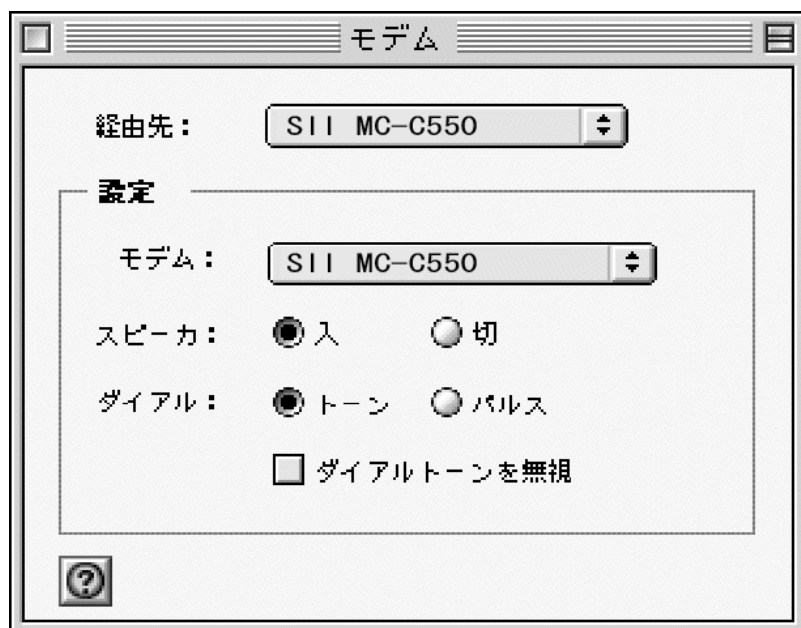 モデム
経由先： SII MC-C550
設定
モデム： SII MC-C550
スピーカ： 入 切
ダイアル： トーン パルス
ダイアルトーンを無視
?